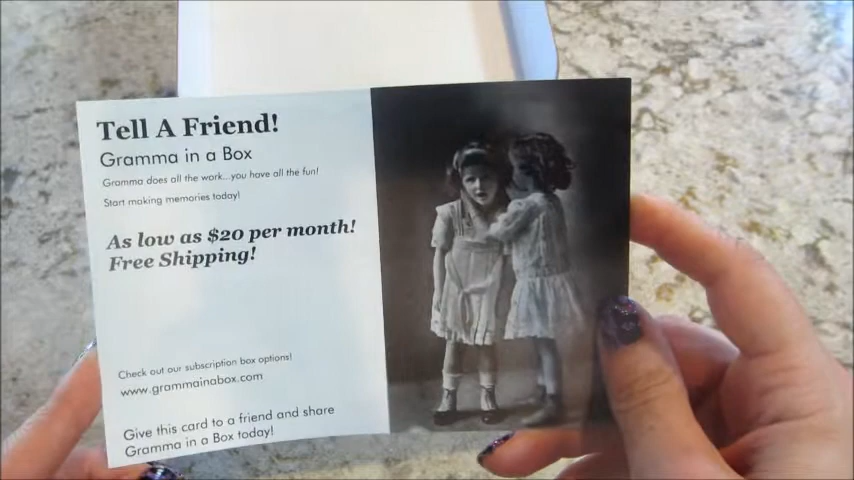 Tell A Friend!
Gramma in a Box
Gramma does all the work...you have all the fun!
Start making memories today!
As low as $20 per month!
Free Shipping!
Check out our subscription box options!
www.grammainabox.com
Give this card to a friend and share
Gramma in a Box today!